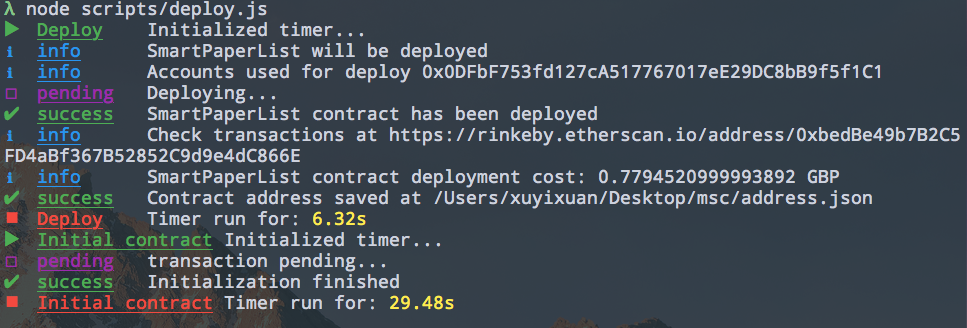 λ node scripts/deploy.js
▶ Deploy Initialized timer...
ℹ info SmartPaperList will be deployed
ℹ info Accounts used for deploy 0x0DFbF753fd127cA517767017eE29DC8bB9f5f1C1
◻ pending Deploying...
✔ success SmartPaperList contract has been deployed
ℹ info Check transactions at https://rinkeby.etherscan.io/address/0xbedBe49b7B2C5
FD4aBf367B52852C9d9e4dC866E
ℹ info SmartPaperList contract deployment cost: 0.7794520999993892 GBP
✔ success Contract address saved at /Users/xuyixuan/Desktop/msc/address.json
◼ Deploy Timer run for: 6.32s
▶ Initial contract Initialized timer...
◻ pending transaction pending...
✔ success Initialization finished
◼ Initial contract Timer run for: 29.48s